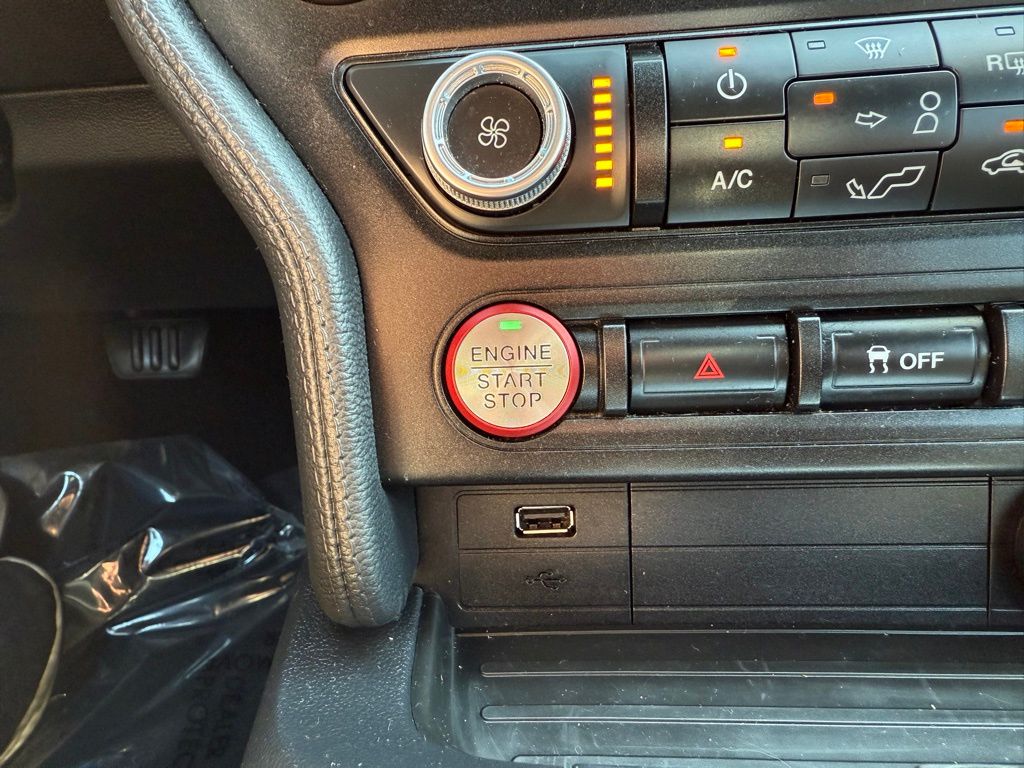 R
A/C
ENGINE
START
STOP
OFF